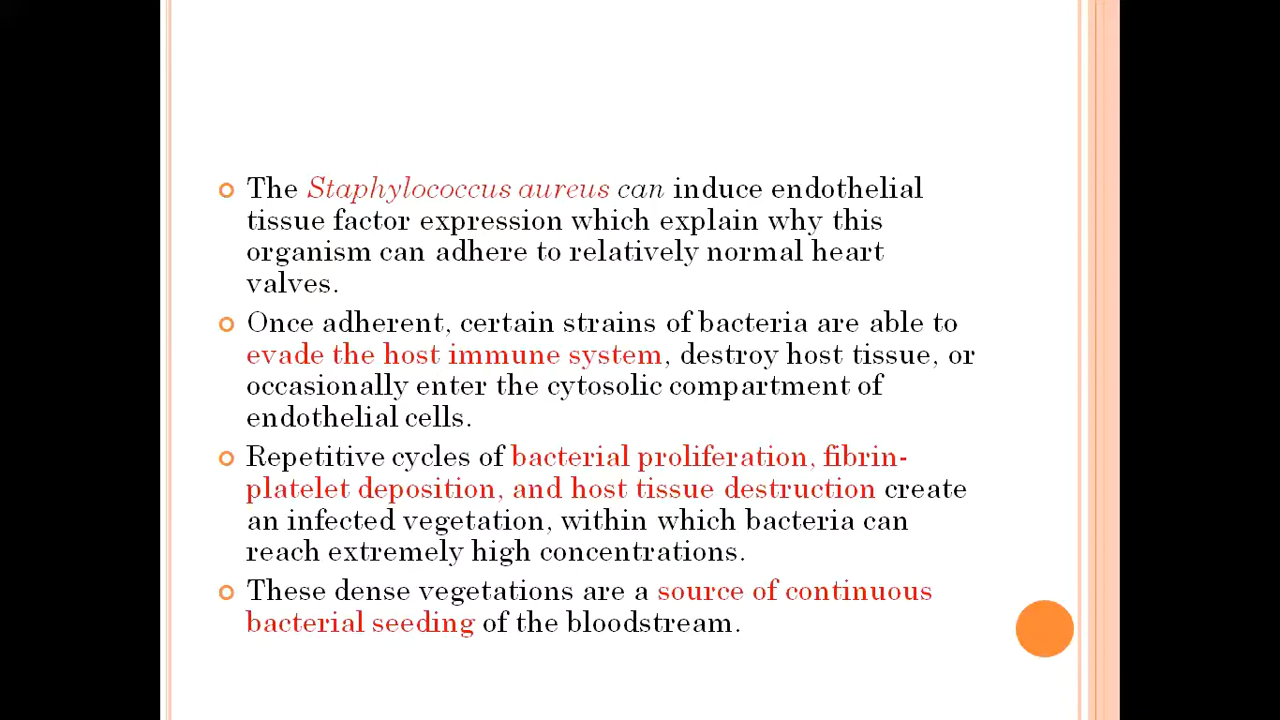 The Staphylococcus aureus can induce endothelial
tissue factor expression which explain why this
organism can adhere to relatively normal heart
valves.
Once adherent, certain strains of bacteria are able to
evade the host immune system, destroy host tissue, or
occasionally enter the cytosolic compartment of
endothelial cells.
Repetitive cycles of bacterial proliferation, fibrin-
platelet deposition, and host tissue destruction create
an infected vegetation, within which bacteria can
reach extremely high concentrations.
These dense vegetations are a source of continuous
bacterial seeding of the bloodstream.